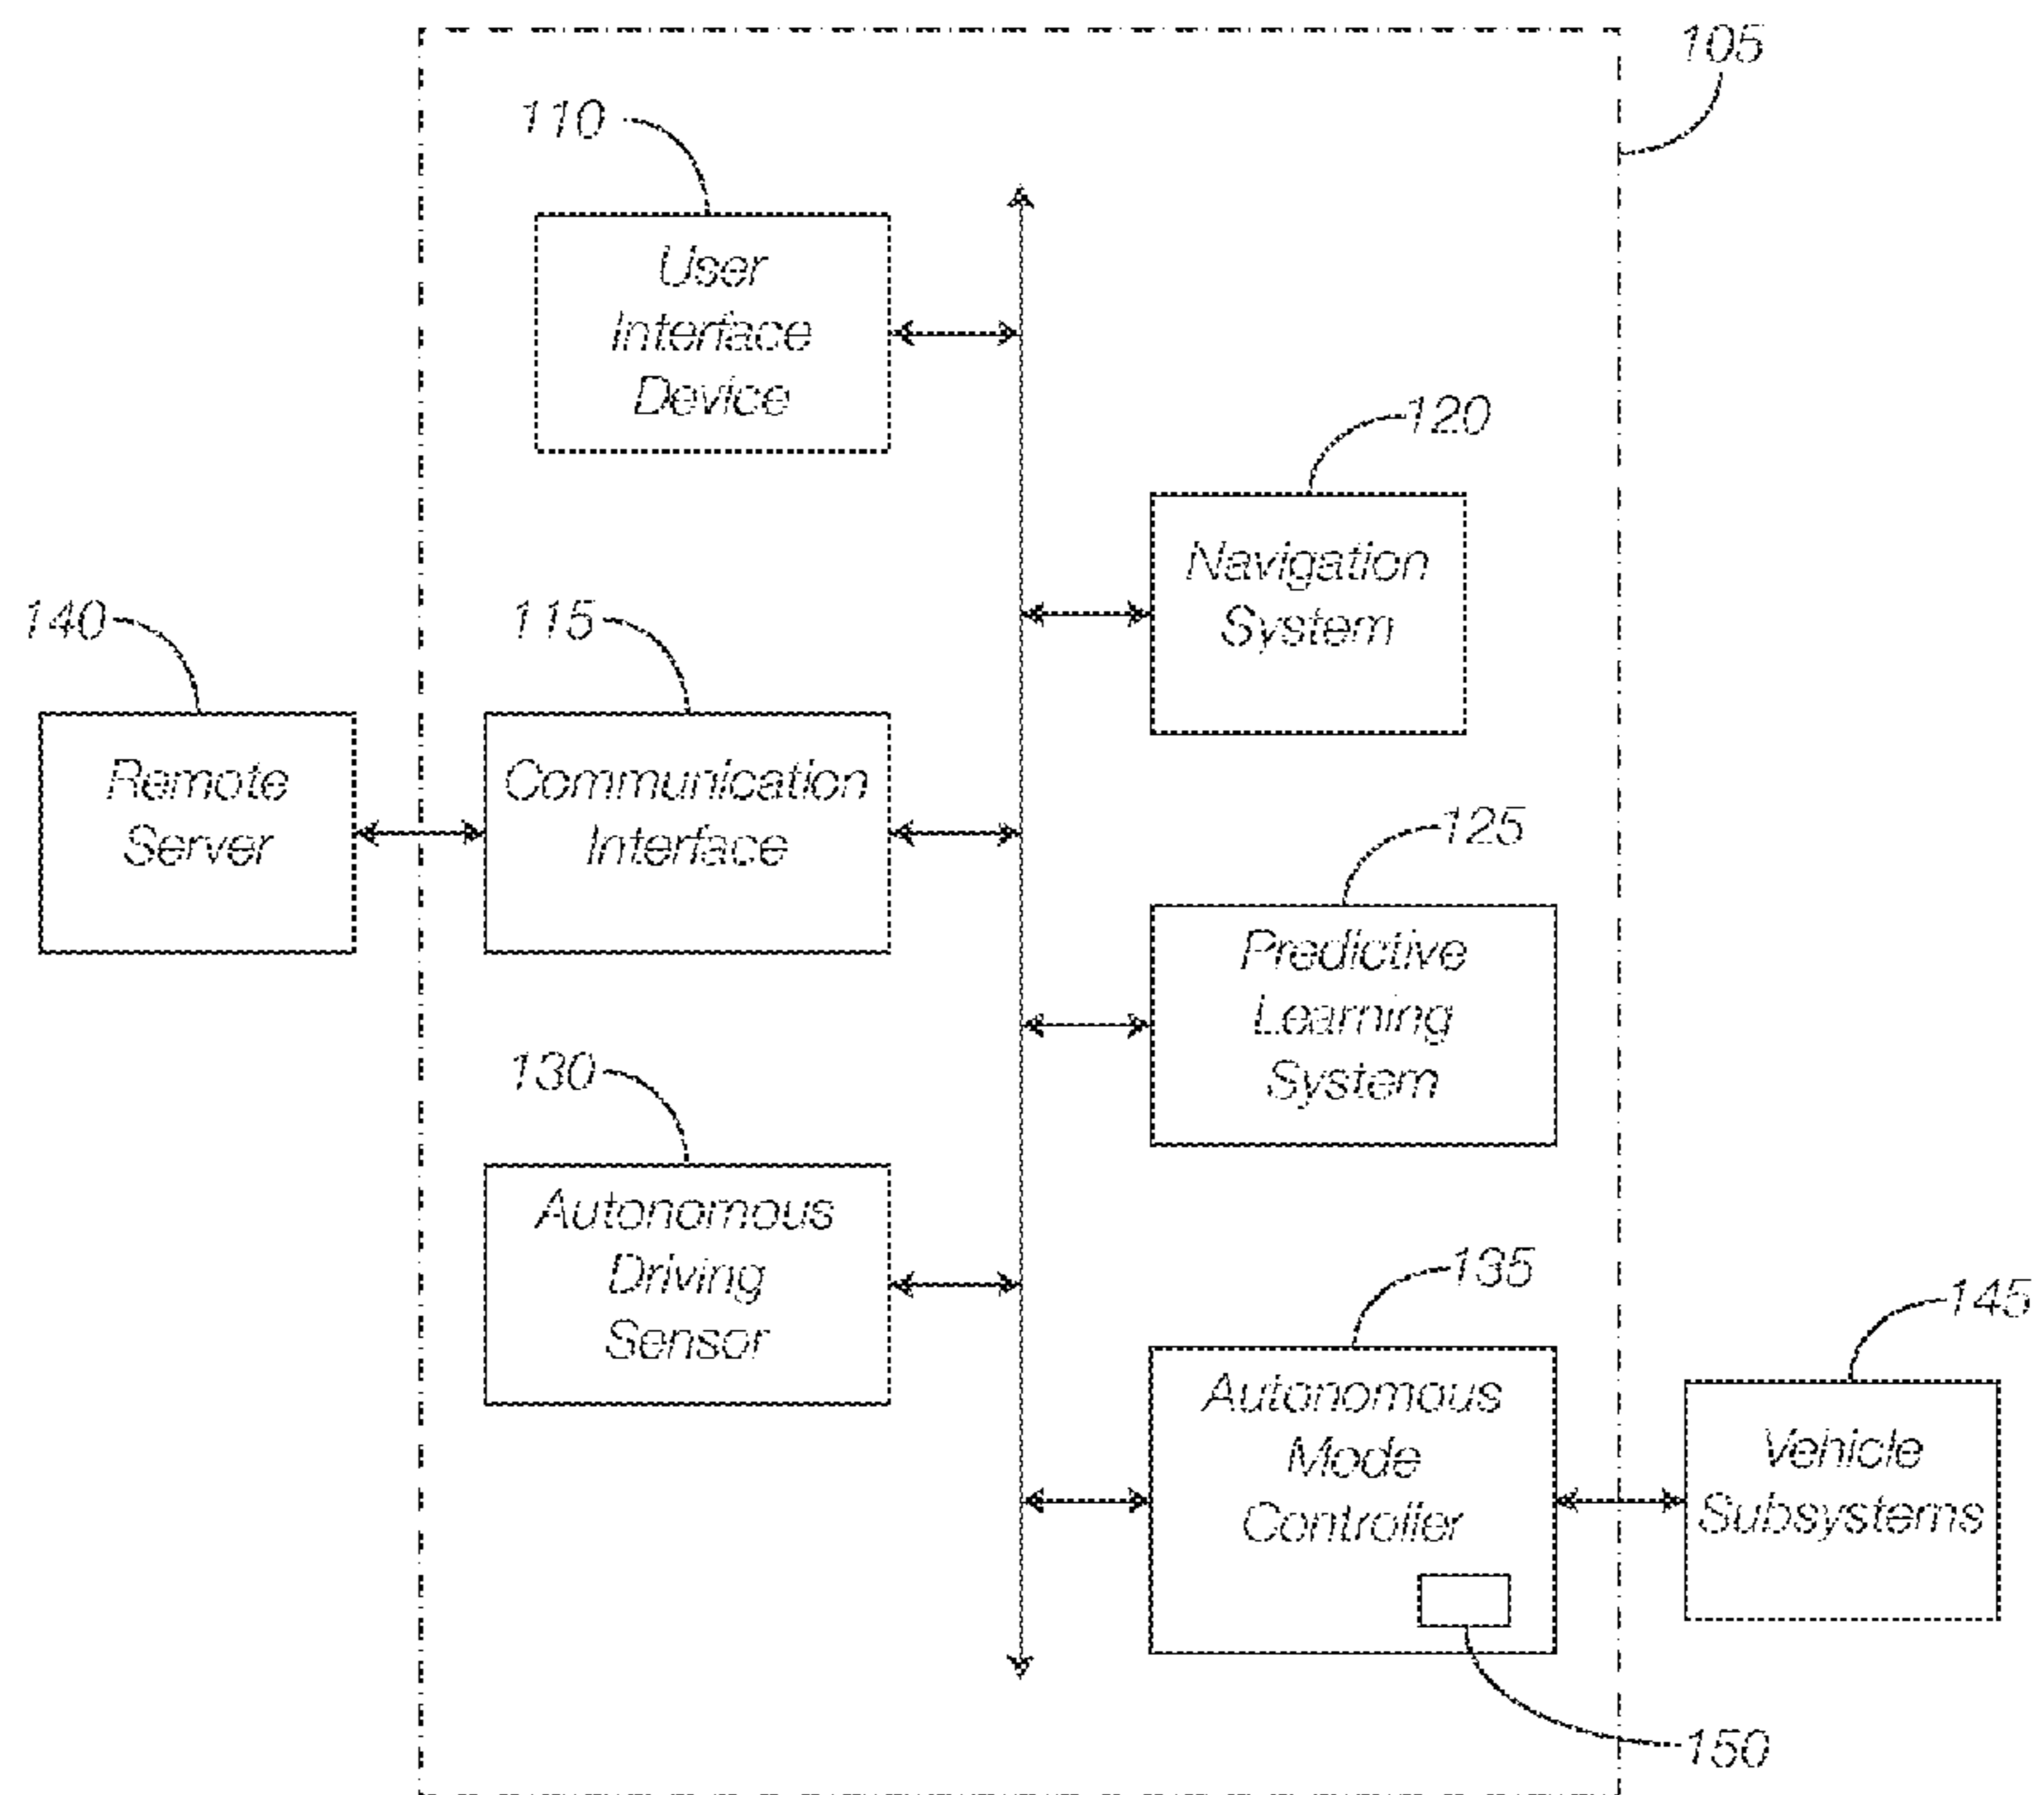 105
110
User
Interface
Device
120
Navigation
System
140
115
Remote
Server
Communication
Interface
125
Predictive
Learning
System
130
Autonomous
Driving
Sensor
135
Autonomous
Mode
Controller
145
Vehicle
Subsystems
150